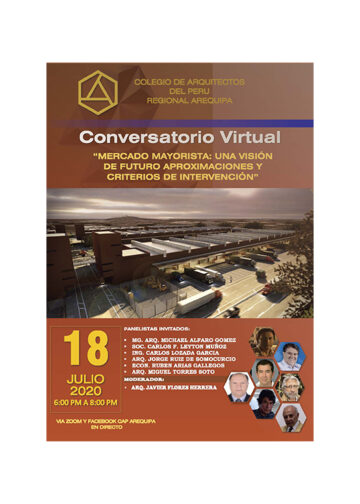 COLEGIO DE ARQUITECTOS
DEL PERU
REGIONAL AREQUIPA
Conversatorio Virtual
“MERCADO MAYORISTA: UNA VISIÓN
DE FUTURO APROXIMACIONES Y
CRITERIOS DE INTERVENCIÓN”
18
JULIO
2020
6:00 PM A 8:00 PM
VIA ZOOM Y FACEBOOK CAP AREQUIPA
EN DIRECTO
PANELISTAS INVITADOS:
• MG. ARQ. MICHAEL ALFARO GOMEZ
• SOC. CARLOS F. LEYTON MUÑOZ
• ING. CARLOS LOZADA GARCIA
• ARQ. JORGE RUIZ DE SOMOCURCIO
• ECON. RUBEN ARIAS GALLEGOS
• ARQ. MIGUEL TORRES SOTO
MODERADOR:
• ARQ. JAVIER FLORES HERRERA